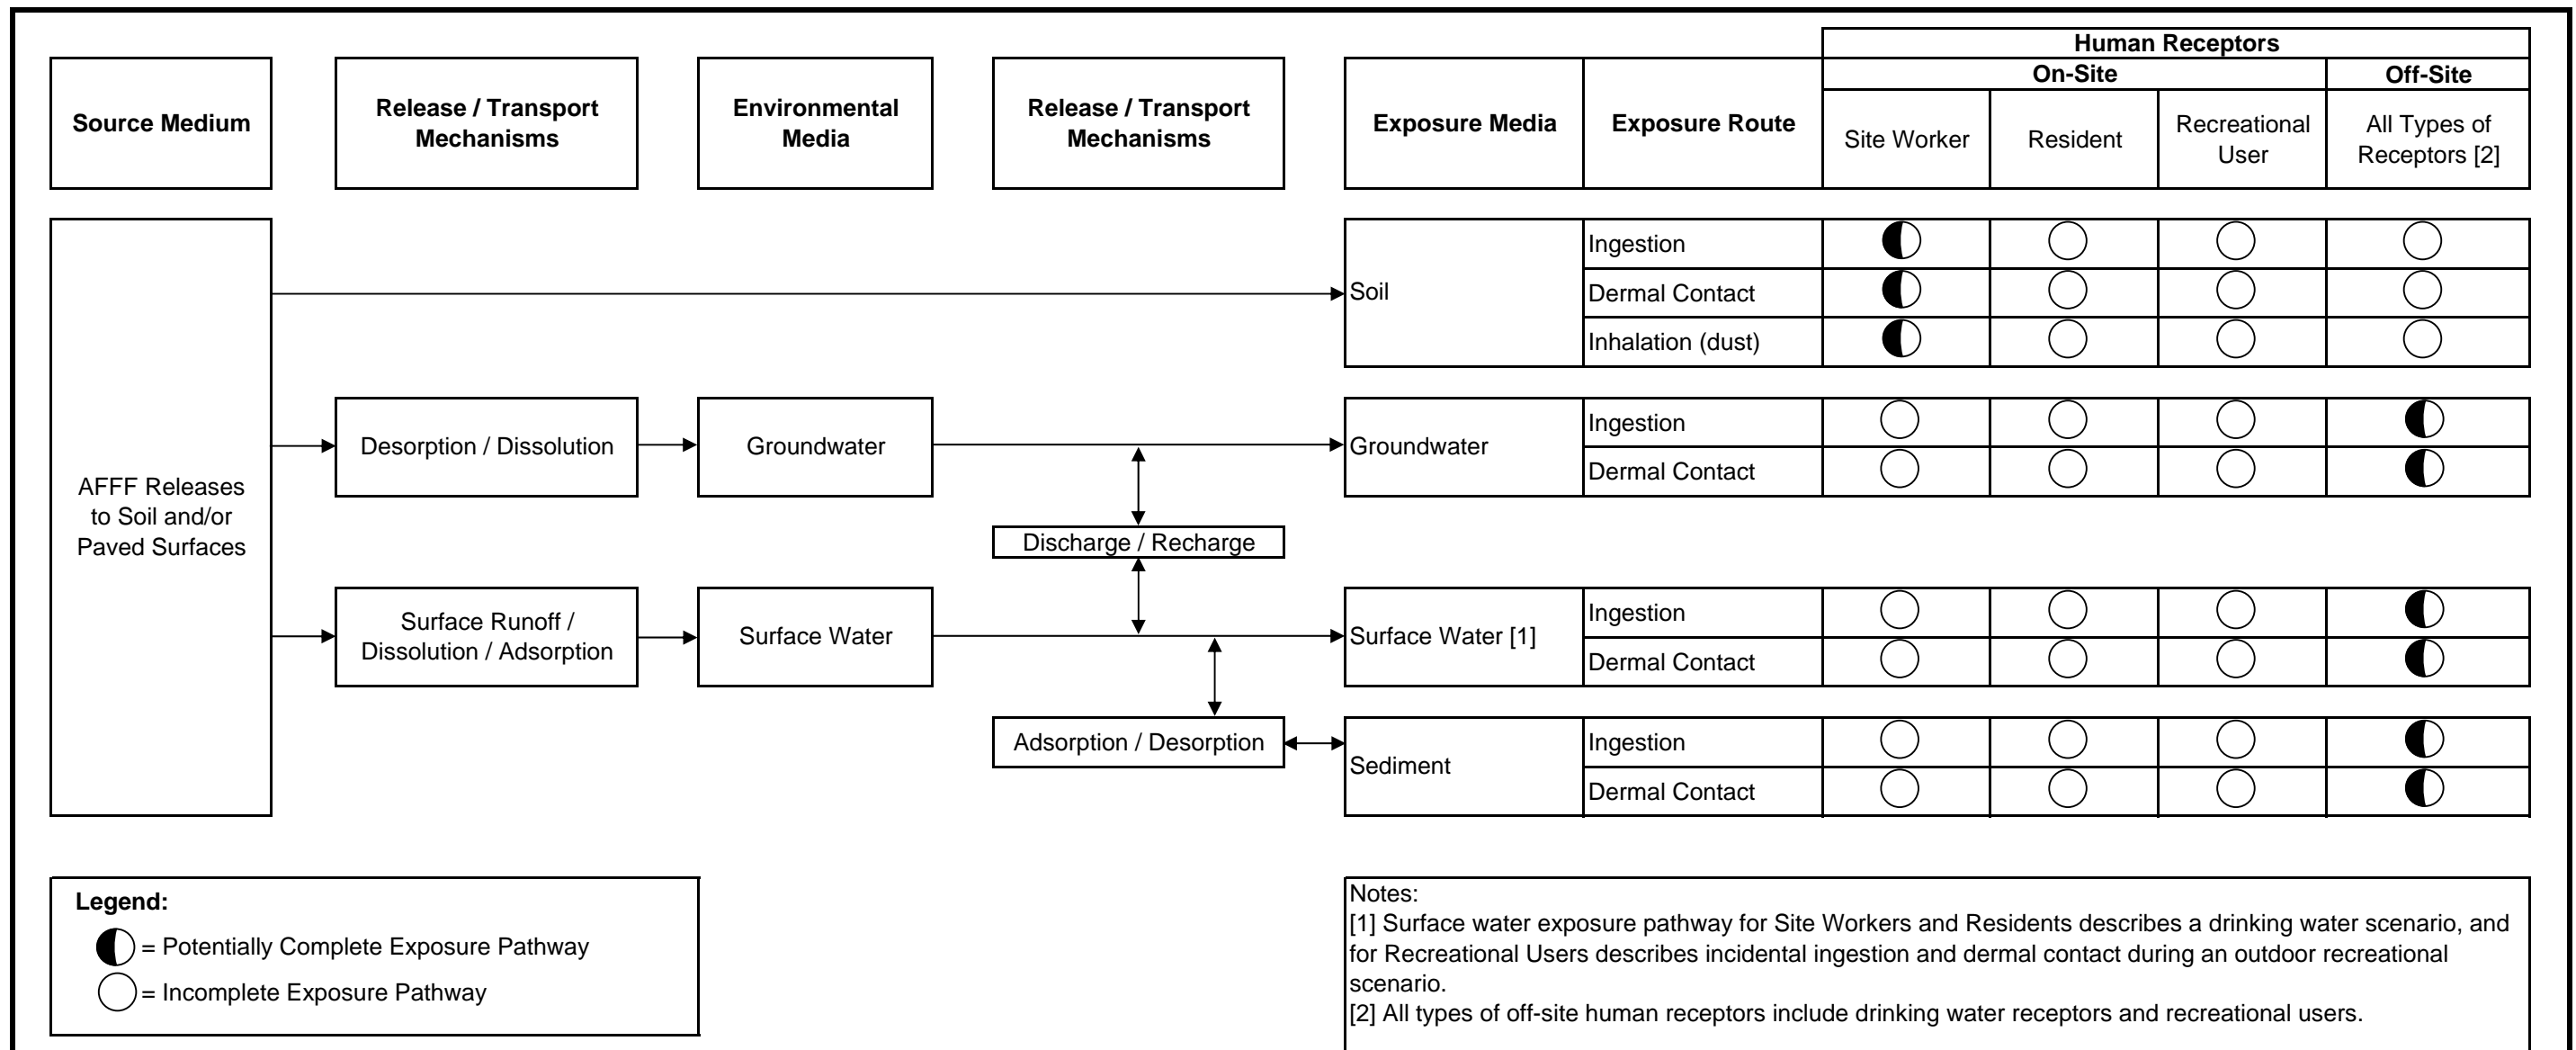 Human Receptors
On-Site
Off-Site
Source Medium
Release / Transport
Mechanisms
Environmental
Media
Release / Transport
Mechanisms
Exposure Media
Exposure Route
Site Worker
Resident
Recreational
User
All Types of
Receptors [2]
AFFF Releases
to Soil and/or
Paved Surfaces
Soil
Ingestion
Dermal Contact
Inhalation (dust)
Desorption / Dissolution
Groundwater
Groundwater
Ingestion
Dermal Contact
Discharge / Recharge
Surface Runoff /
Dissolution / Adsorption
Surface Water
Surface Water [1]
Ingestion
Dermal Contact
Adsorption / Desorption
Sediment
Ingestion
Dermal Contact
Legend:
= Potentially Complete Exposure Pathway
= Incomplete Exposure Pathway
Notes:
[1] Surface water exposure pathway for Site Workers and Residents describes a drinking water scenario, and
for Recreational Users describes incidental ingestion and dermal contact during an outdoor recreational
scenario.
[2] All types of off-site human receptors include drinking water receptors and recreational users.